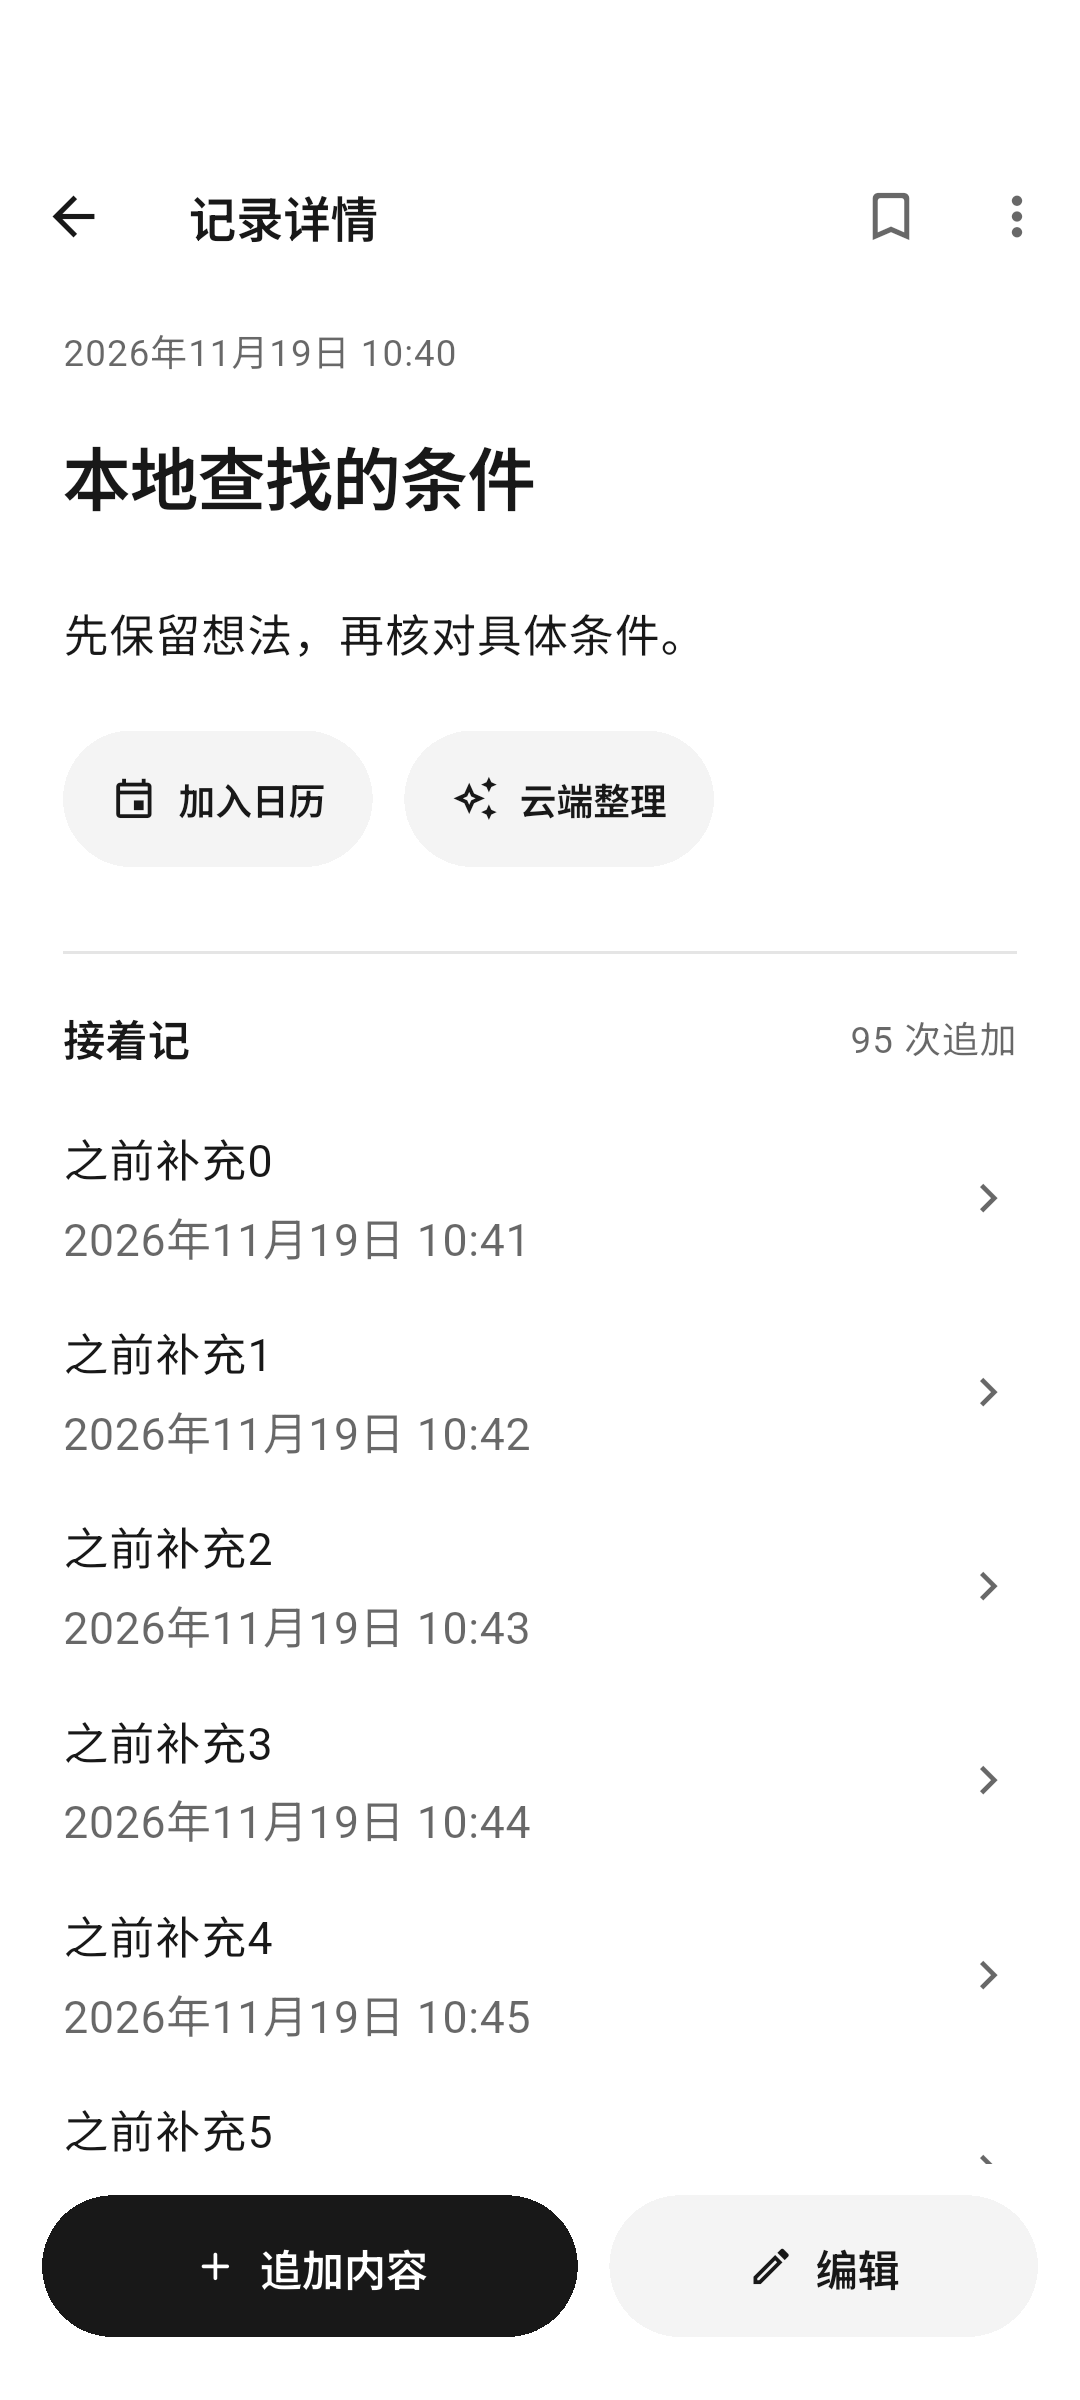 记录详情
2026年11月19日 10:40
本地查找的条件
先保留想法，再核对具体条件。
加入日历
云端整理
接着记
95 次追加
之前补充0
2026年11月19日 10:41
之前补充1
2026年11月19日 10:42
之前补充2
2026年11月19日 10:43
之前补充3
2026年11月19日 10:44
之前补充4
2026年11月19日 10:45
之前补充5
追加内容
编辑